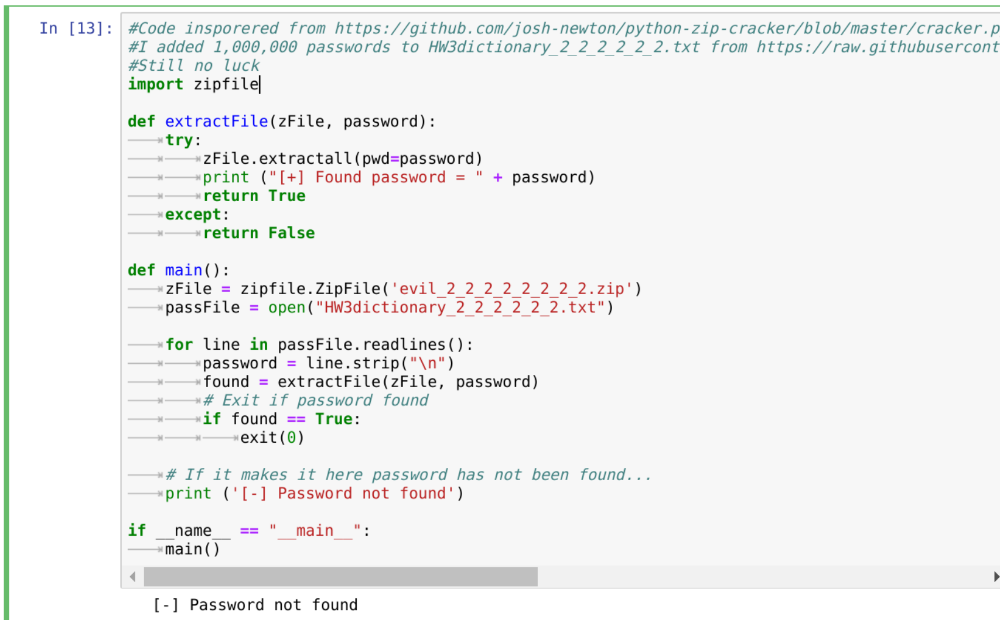 In [13]:
#Code insporered from https://github.com/josh-newton/python-zip-cracker/blob/master/cracker.p
#I added 1,000,000 passwords to HW3dictionary_2_2_2_2_2_2.txt from https://raw.githubusercont
#Still no luck
import zipfile
def extractFile(zFile, password):
try:
zFile.extractall(pwd=password)
print ("[+] Found password = " + password)
return True
except:
return False
def main():
zFile = zipfile.ZipFile('evil_2_2_2_2_2_2_2_2.zip')
passFile = open("HW3dictionary_2_2_2_2_2_2.txt")
for line in passFile.readlines():
password = line.strip("\n")
found = extractFile(zFile, password)
# Exit if password found
if found == True:
exit(0)
# If it makes it here password has not been found...
print ('[-] Password not found')
if __name__ == "__main__":
main()
[-] Password not found